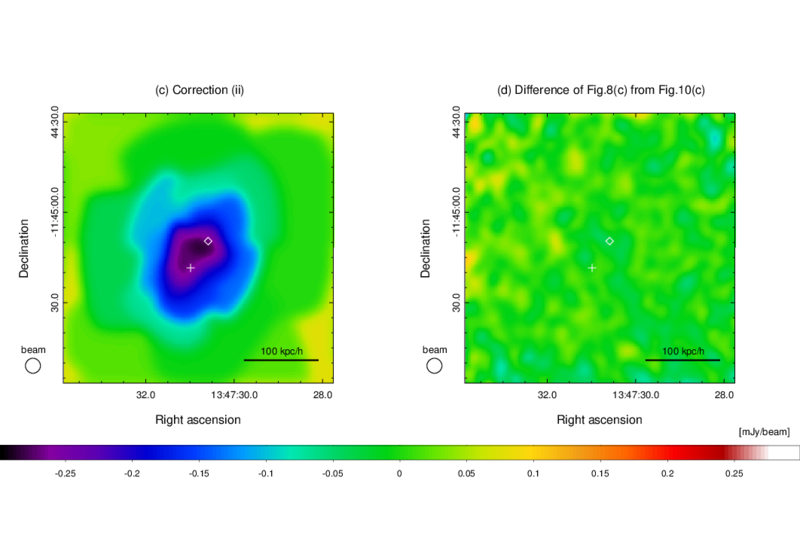 (c) Correction (ii)
(d) Difference of Fig.8(c) from Fig.10(c)
Declination
44:30.0
-11:45:00.0
30.0
beam
100 kpc/h
32.0
13:47:30.0
28.0
Right ascension
Declination
44:30.0
-11:45:00.0
30.0
beam
100 kpc/h
32.0
13:47:30.0
28.0
Right ascension
[mJy/beam]
-0.25
-0.2
-0.15
-0.1
-0.05
0
0.05
0.1
0.15
0.2
0.25